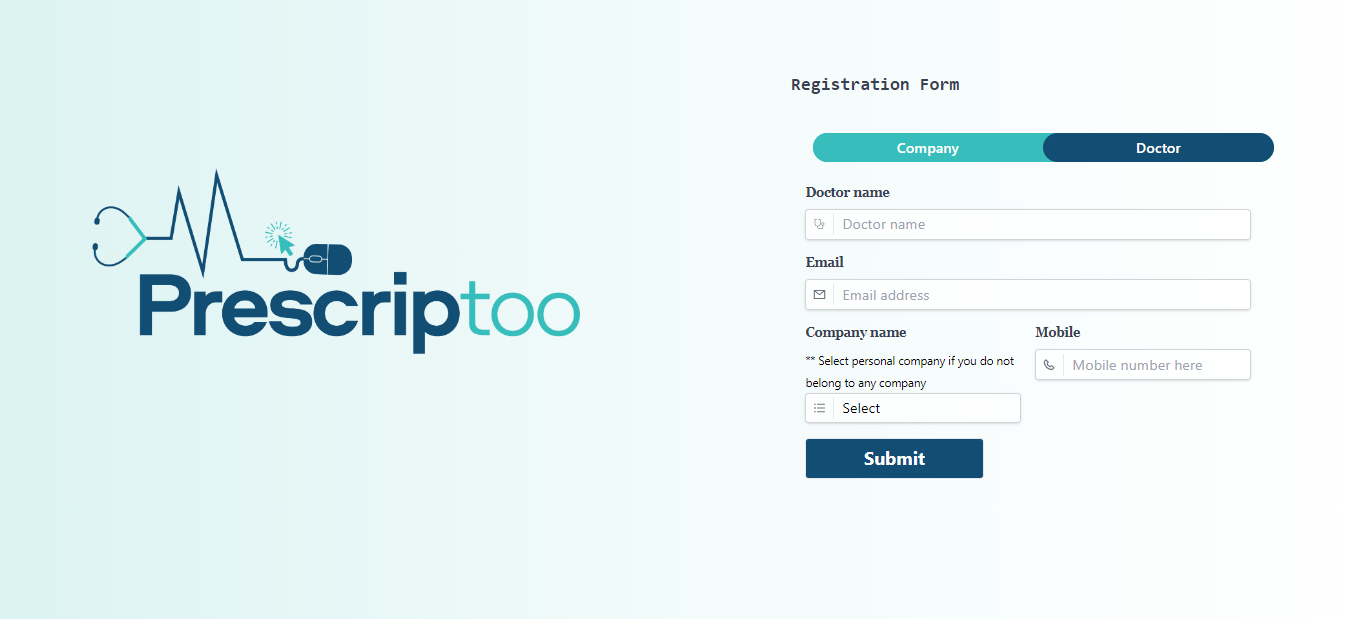 Registration Form
Company Doctor
Doctor name
Doctor name
Email
Email address
Company name
** Select personal company if you do not
belong to any company
Select
Mobile
Mobile number here
Submit
Prescriptoo